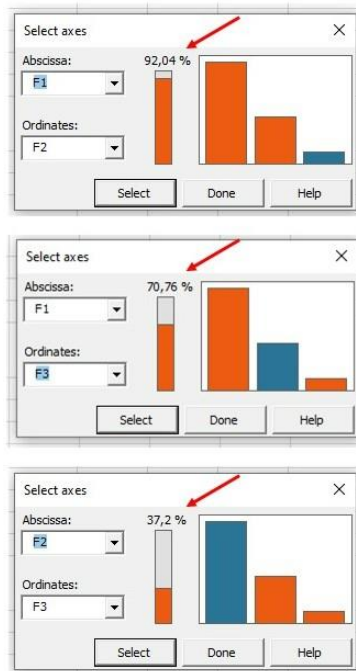 Select axes
Abscissa:
92,04 %
F1
Ordinates:
F2
Select
Done
Help
Select axes
Abscissa:
70,76 %
F1
Ordinates:
F3
Select
Done
Help
Select axes
Abscissa:
37,2 %
F2
Ordinates:
F3
Select
Done
Help